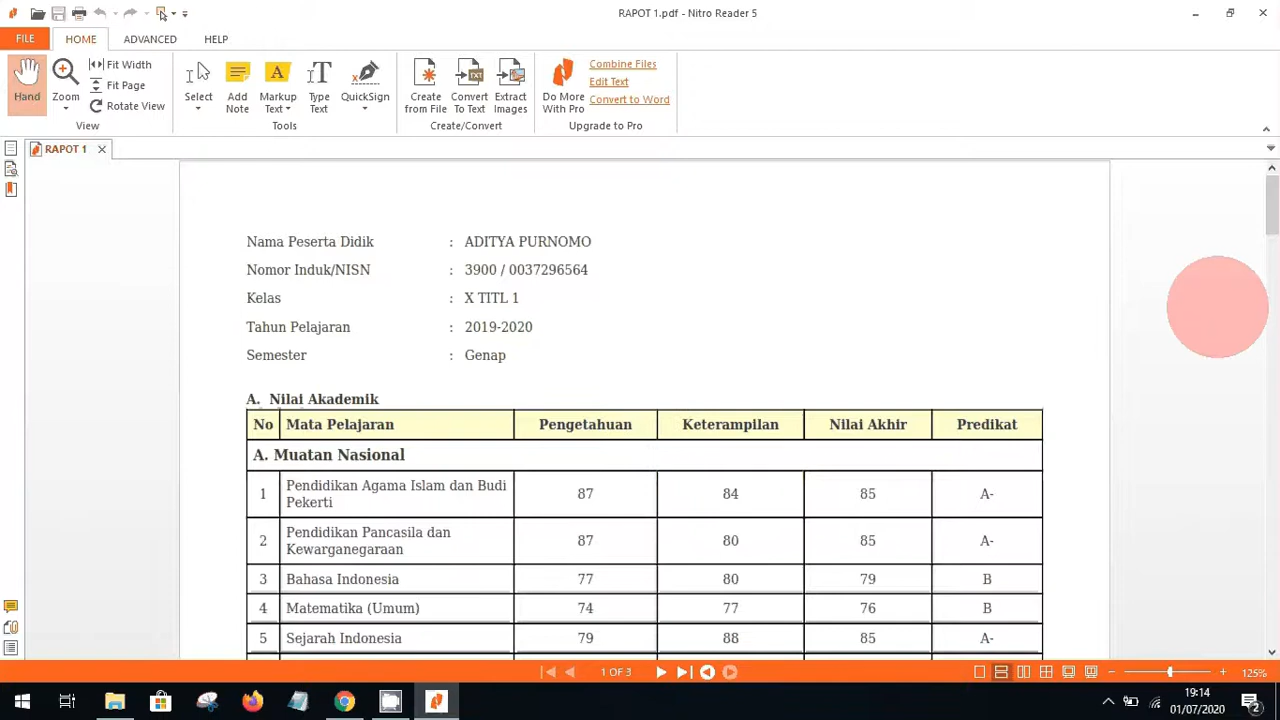 RAPOT 1.pdf - Nitro Reader 5
FILE HOME ADVANCED HELP
Hand
Zoom
Fit Width
Fit Page
Rotate View
View
Select
Add Note
Markup Text
Type Text
QuickSign
Tools
Create from File
Convert To Text
Extract Images
Create/Convert
Do More With Pro
Combine Files
Edit Text
Convert to Word
Upgrade to Pro
RAPOT 1
Nama Peserta Didik : ADITYA PURNOMO
Nomor Induk/NISN : 3900 / 0037296564
Kelas : X TITL 1
Tahun Pelajaran : 2019-2020
Semester : Genap
A. Nilai Akademik
No Mata Pelajaran Pengetahuan Keterampilan Nilai Akhir Predikat
A. Muatan Nasional
1 Pendidikan Agama Islam dan Budi Pekerti 87 84 85 A-
2 Pendidikan Pancasila dan Kewarganegaraan 87 80 85 A-
3 Bahasa Indonesia 77 80 79 B
4 Matematika (Umum) 74 77 76 B
5 Sejarah Indonesia 79 88 85 A-
1 OF 3
125%
19:14
01/07/2020
2